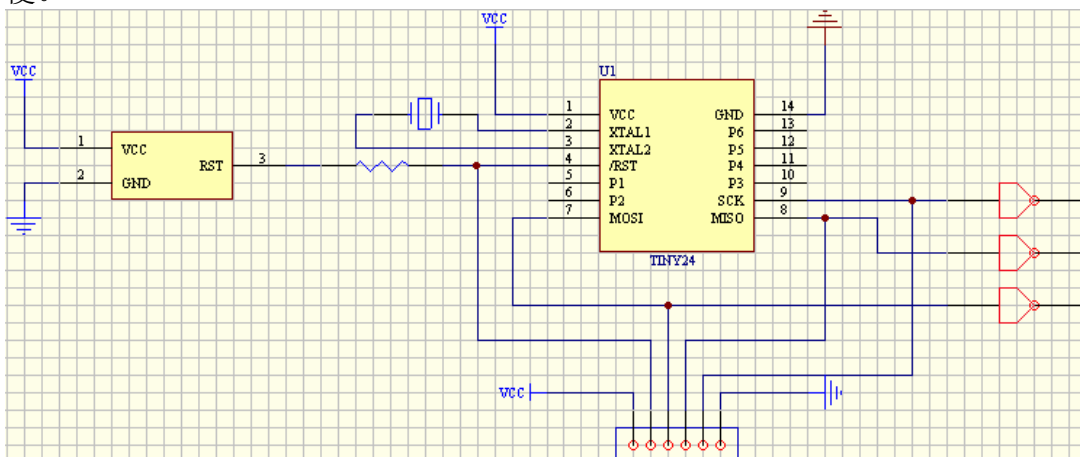 度。
VCC
VCC
1 VCC
2 GND
RST 3
U1
1 VCC
2 XTAL1
3 XTAL2
4 /RST
5 P1
6 P2
7 MOSI
GND 14
P6 13
P5 12
P4 11
P3 10
SCK 9
MISO 8
TINY24
VCC